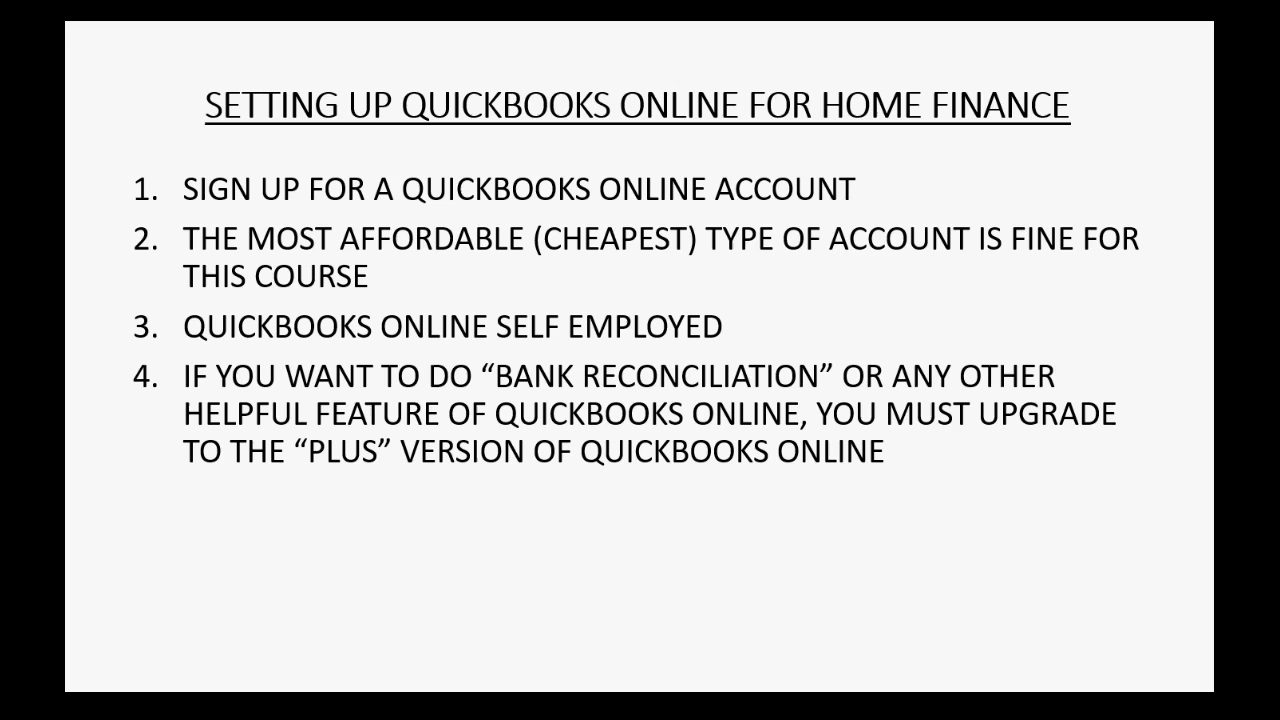 SETTING UP QUICKBOOKS ONLINE FOR HOME FINANCE
1. SIGN UP FOR A QUICKBOOKS ONLINE ACCOUNT
2. THE MOST AFFORDABLE (CHEAPEST) TYPE OF ACCOUNT IS FINE FOR
THIS COURSE
3. QUICKBOOKS ONLINE SELF EMPLOYED
4. IF YOU WANT TO DO “BANK RECONCILIATION” OR ANY OTHER
HELPFUL FEATURE OF QUICKBOOKS ONLINE, YOU MUST UPGRADE
TO THE “PLUS” VERSION OF QUICKBOOKS ONLINE